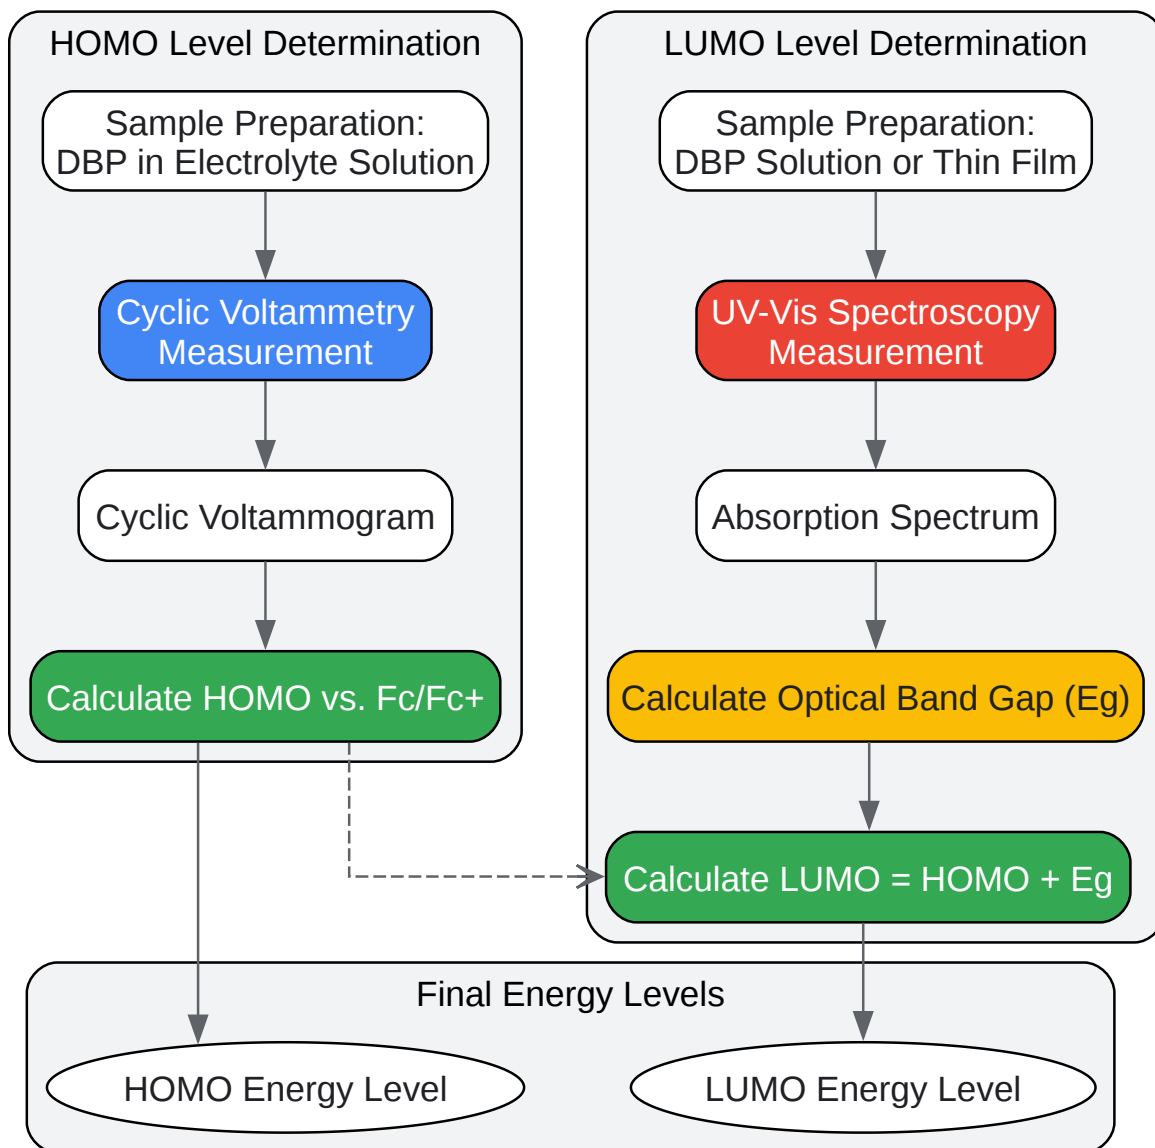 HOMO Level Determination
Sample Preparation:
DBP in Electrolyte Solution
Cyclic Voltammetry
Measurement
Cyclic Voltammogram
Calculate HOMO vs. Fc/Fc+
LUMO Level Determination
Sample Preparation:
DBP Solution or Thin Film
UV-Vis Spectroscopy
Measurement
Absorption Spectrum
Calculate Optical Band Gap (Eg)
Calculate LUMO = HOMO + Eg
Final Energy Levels
HOMO Energy Level
LUMO Energy Level